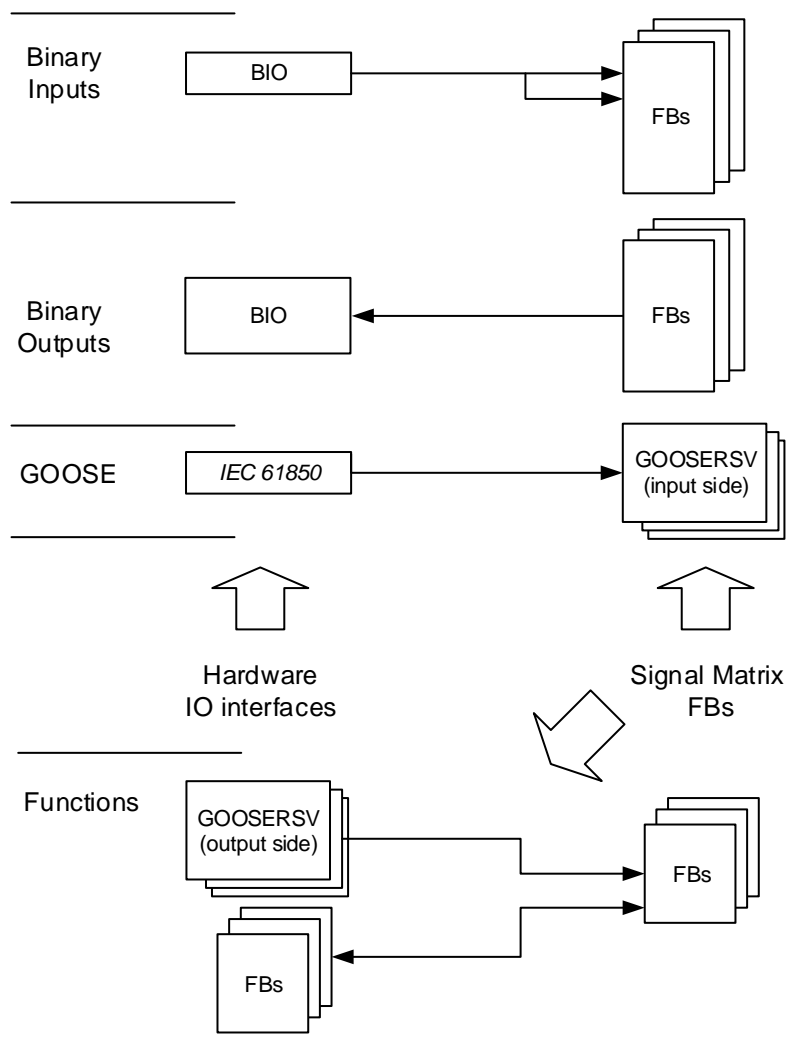 Binary
Inputs
BIO
FBs
Binary
Outputs
BIO
FBs
GOOSE
IEC 61850
GOOSERSV
(input side)
Hardware
IO interfaces
Signal Matrix
FBs
Functions
GOOSERSV
(output side)
FBs
FBs